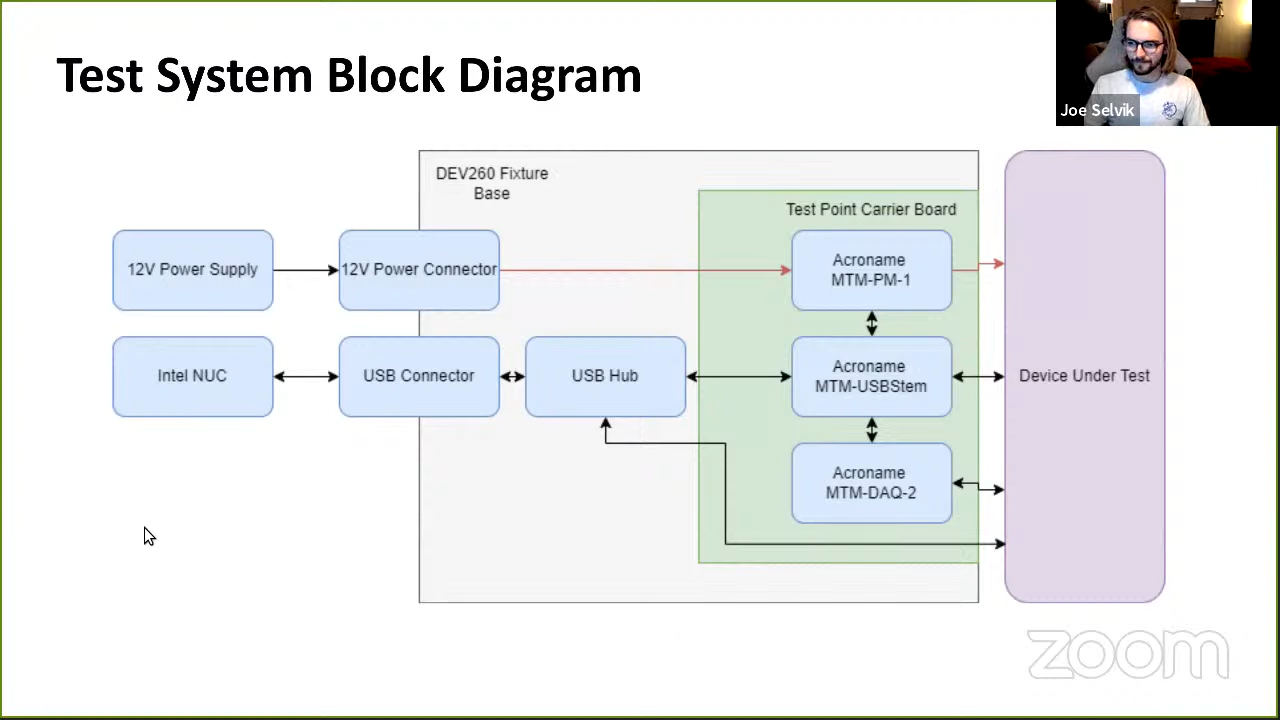 Test System Block Diagram
Joe Selvik
DEV260 Fixture
Base
Test Point Carrier Board
12V Power Supply
12V Power Connector
Acroname
MTM-PM-1
Intel NUC
USB Connector
USB Hub
Acroname
MTM-USBStem
Device Under Test
Acroname
MTM-DAQ-2
zoom